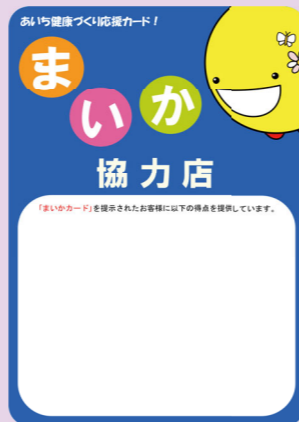 あいち健康づくり応援カード！
まいか
協力店
「まいかカード」を提示されたお客様に以下の得点を提供しています。